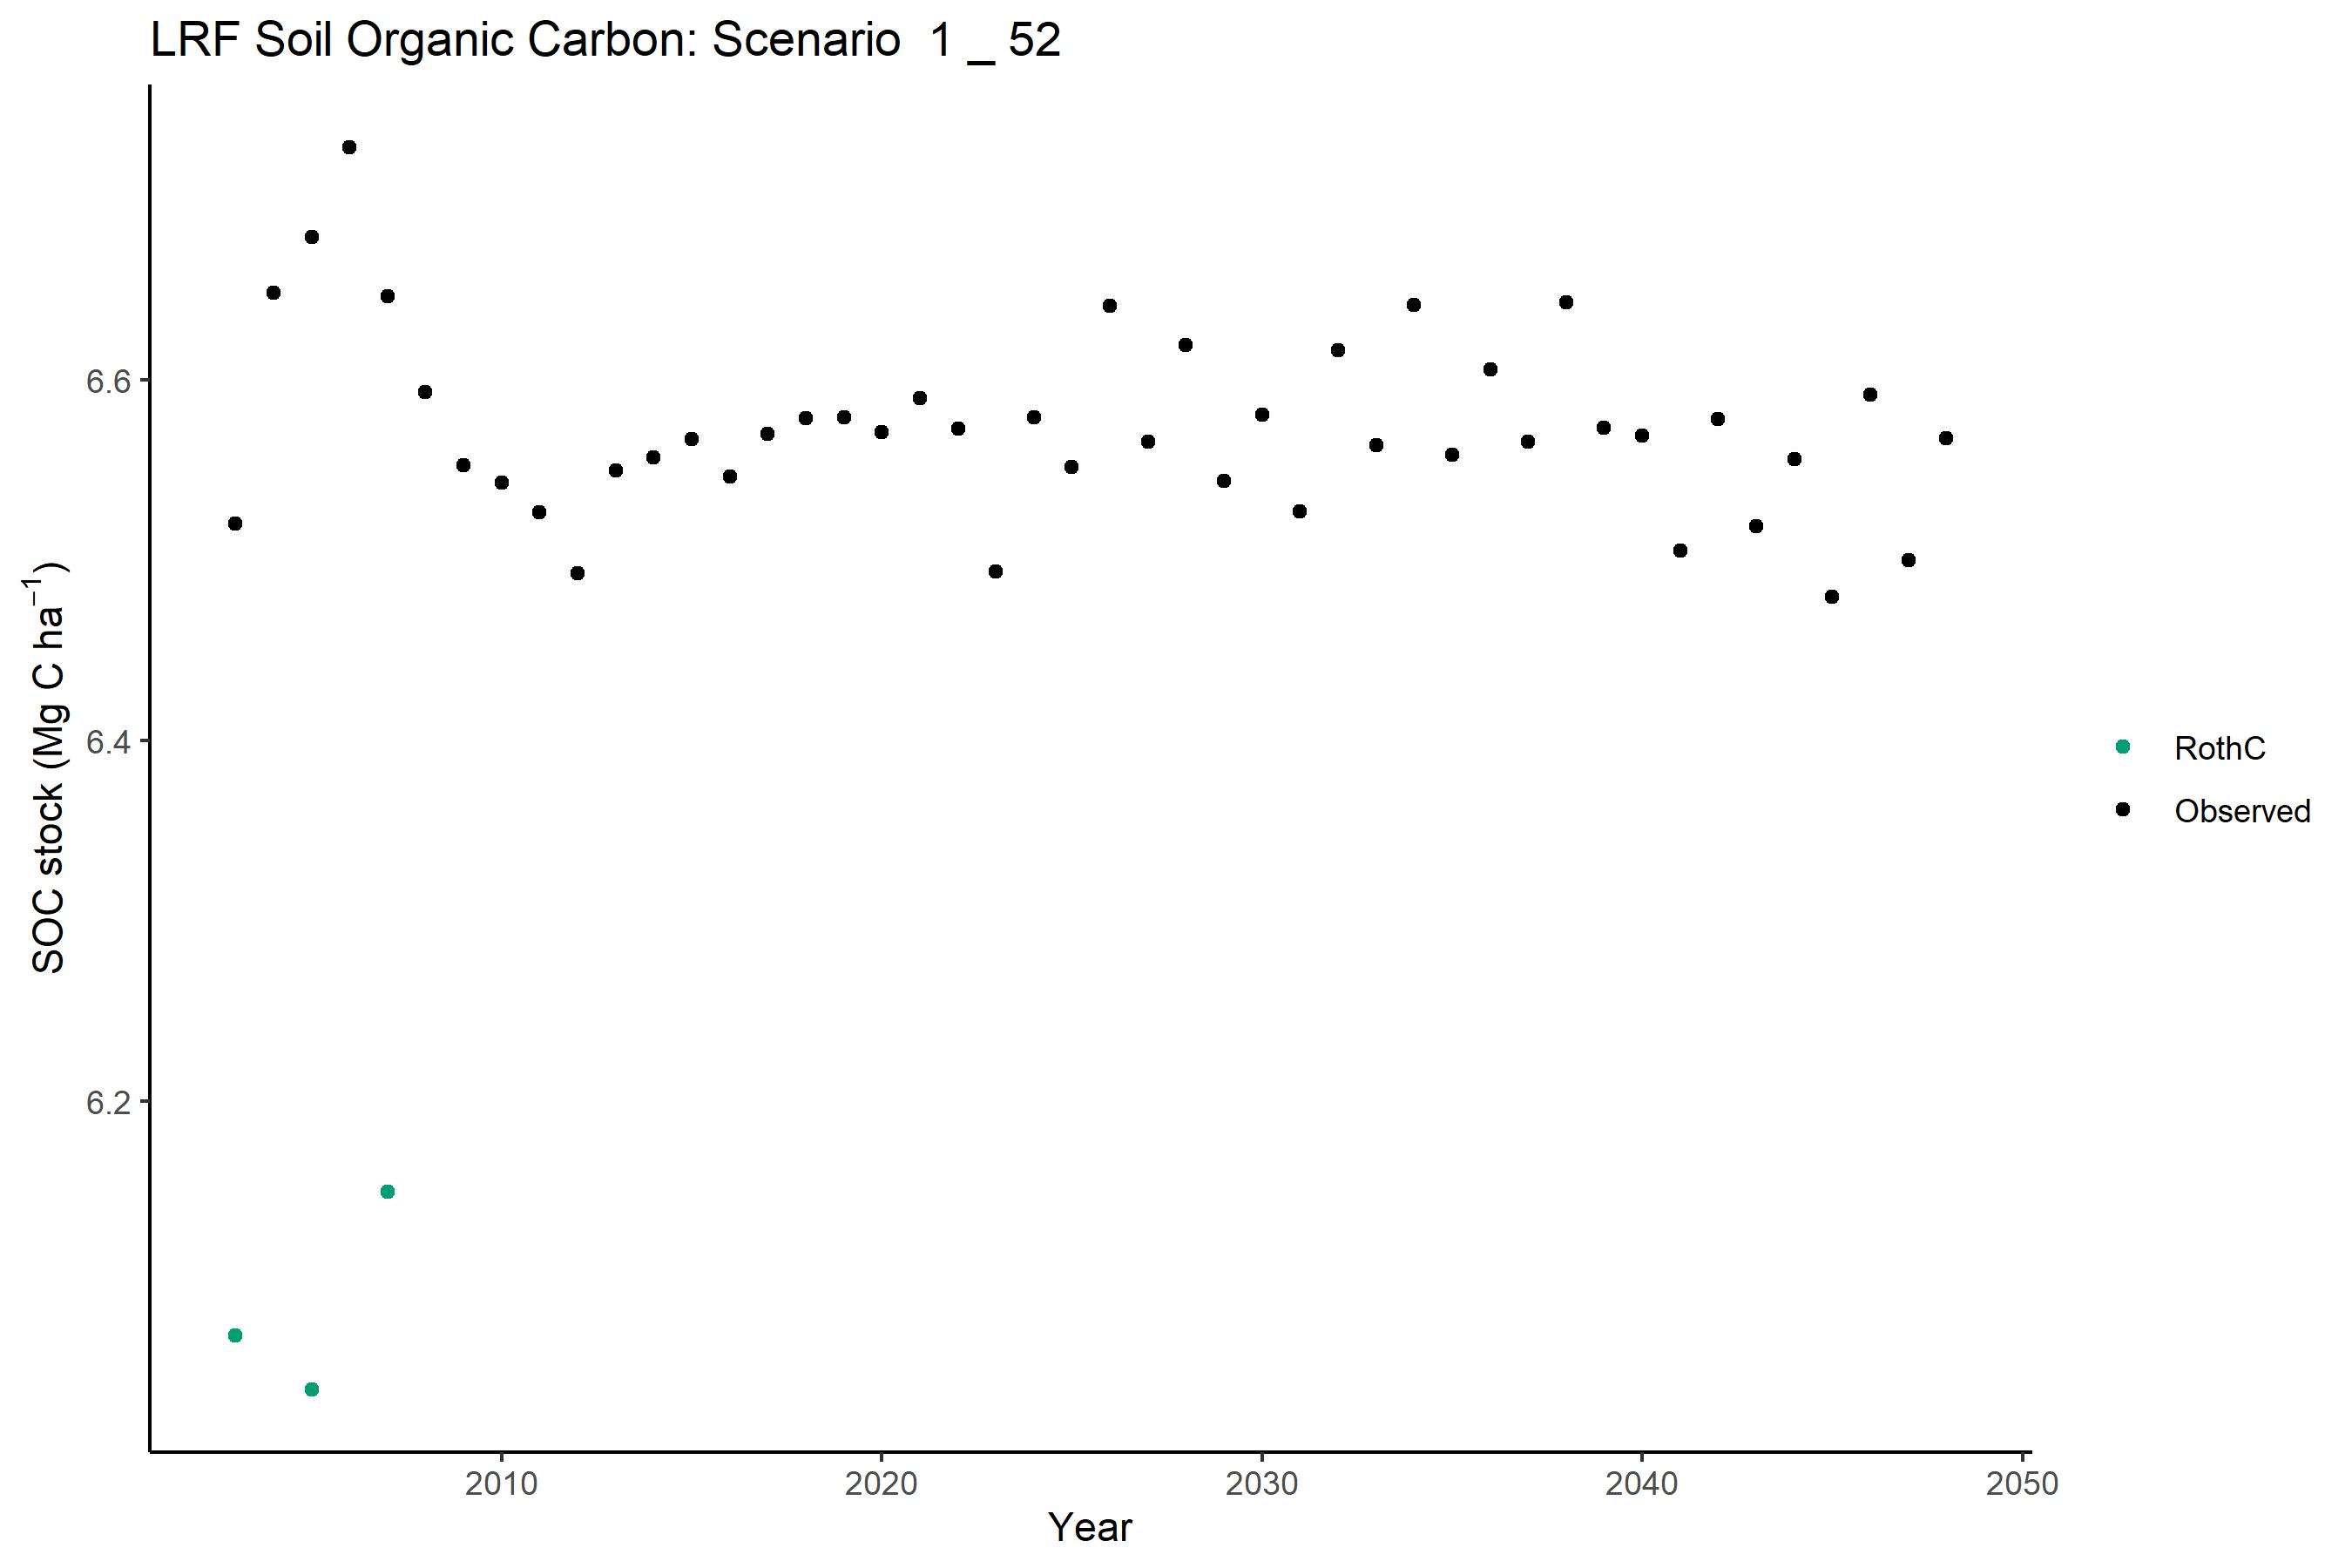 LRF Soil Organic Carbon: Scenario  1 _ 52
SOC stock (Mg C ha⁻¹)
6.6
6.4
6.2
2010
2020
2030
2040
2050
Year
RothC
Observed